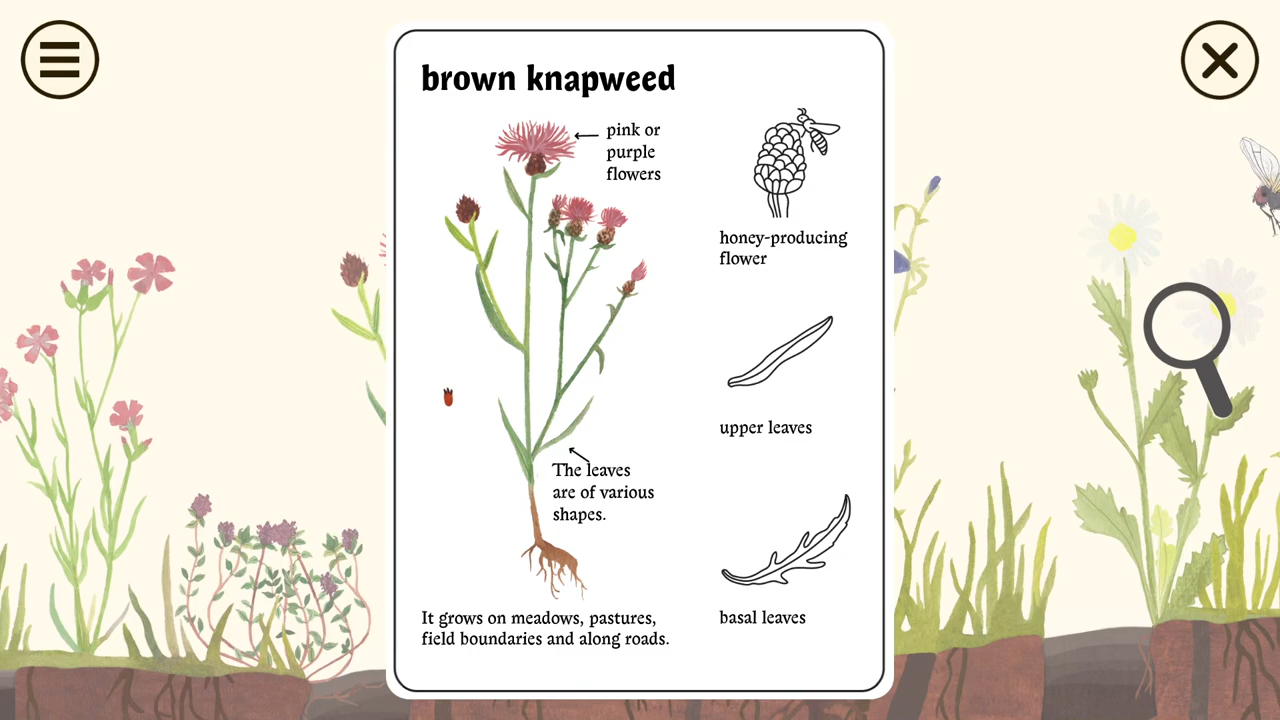 brown knapweed
pink or
purple
flowers
honey-producing
flower
upper leaves
The leaves
are of various
shapes.
basal leaves
It grows on meadows, pastures,
field boundaries and along roads.